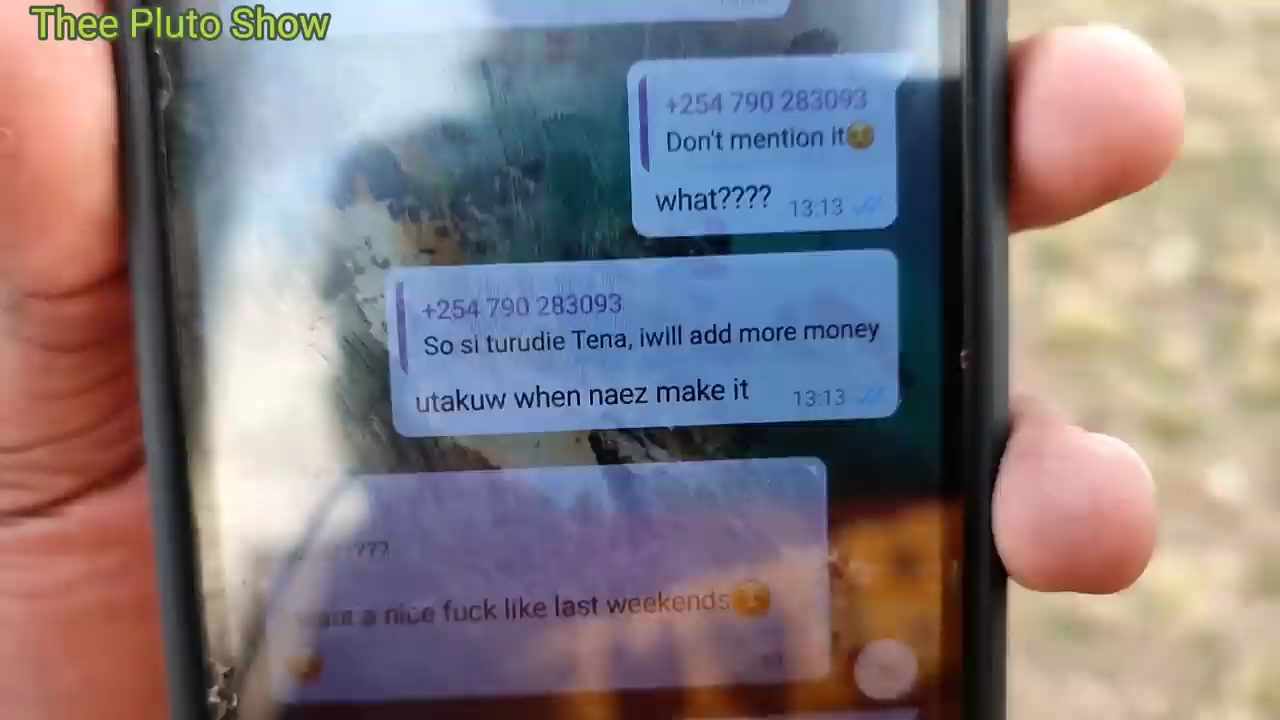 Thee Pluto Show
+254 790 283093
Don't mention it😏
what????
13:13
+254 790 283093
So si turudie Tena, iwill add more money
utakuw when naez make it
13:13
???
a nice fuck like last weekends😏